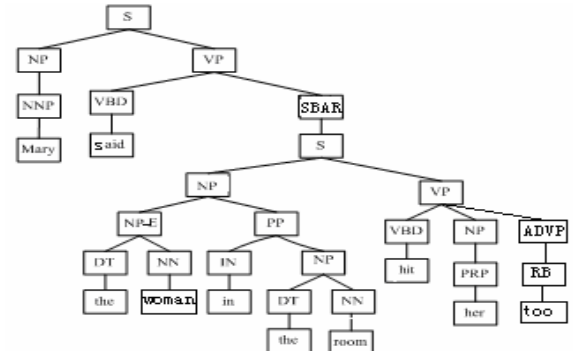 S
NP VP
NNP VBD SBAR
Mary said S
NP VP
NP-E PP VBD NP ADVP
DT NN IN NP hit PRP RB
the woman in DT NN her too
the room